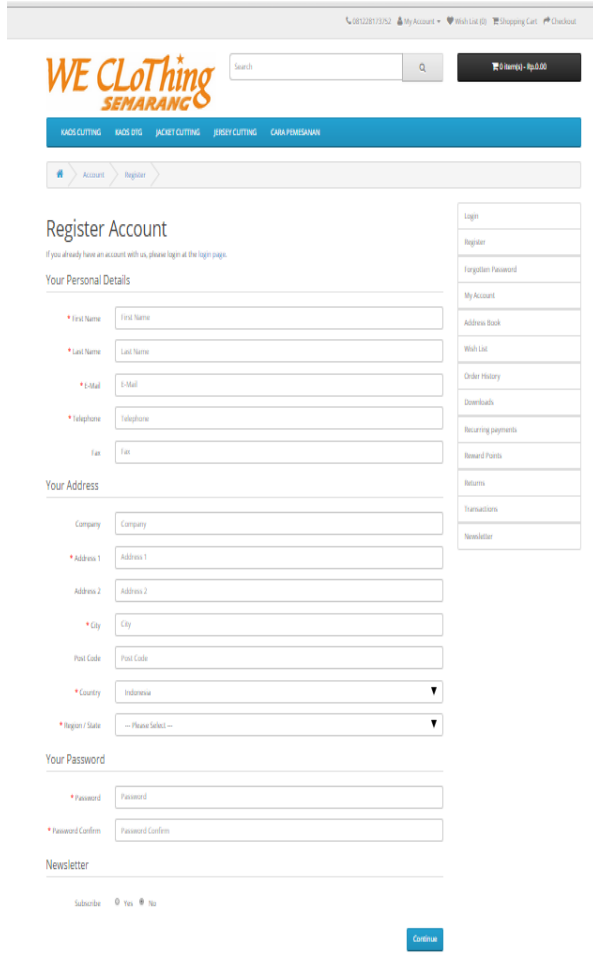 081228173752 My Account Wish List (0) Shopping Cart Checkout
WE CLoThing
SEMARANG
Search
0 item(s) - Rp.0.00
KAOS CUTTING KAOS DTG JACKET CUTTING JERSEY CUTTING CARA PEMESANAN
Account Register
Register Account
If you already have an account with us, please login at the login page.
Your Personal Details
* First Name First Name
* Last Name Last Name
* E-Mail E-Mail
* Telephone Telephone
Fax Fax
Your Address
Company Company
* Address 1 Address 1
Address 2 Address 2
* City City
Post Code Post Code
* Country Indonesia
* Region / State --- Please Select ---
Your Password
* Password Password
* Password Confirm Password Confirm
Newsletter
Subscribe Yes No
Continue
Login
Register
Forgotten Password
My Account
Address Book
Wish List
Order History
Downloads
Recurring payments
Reward Points
Returns
Transactions
Newsletter